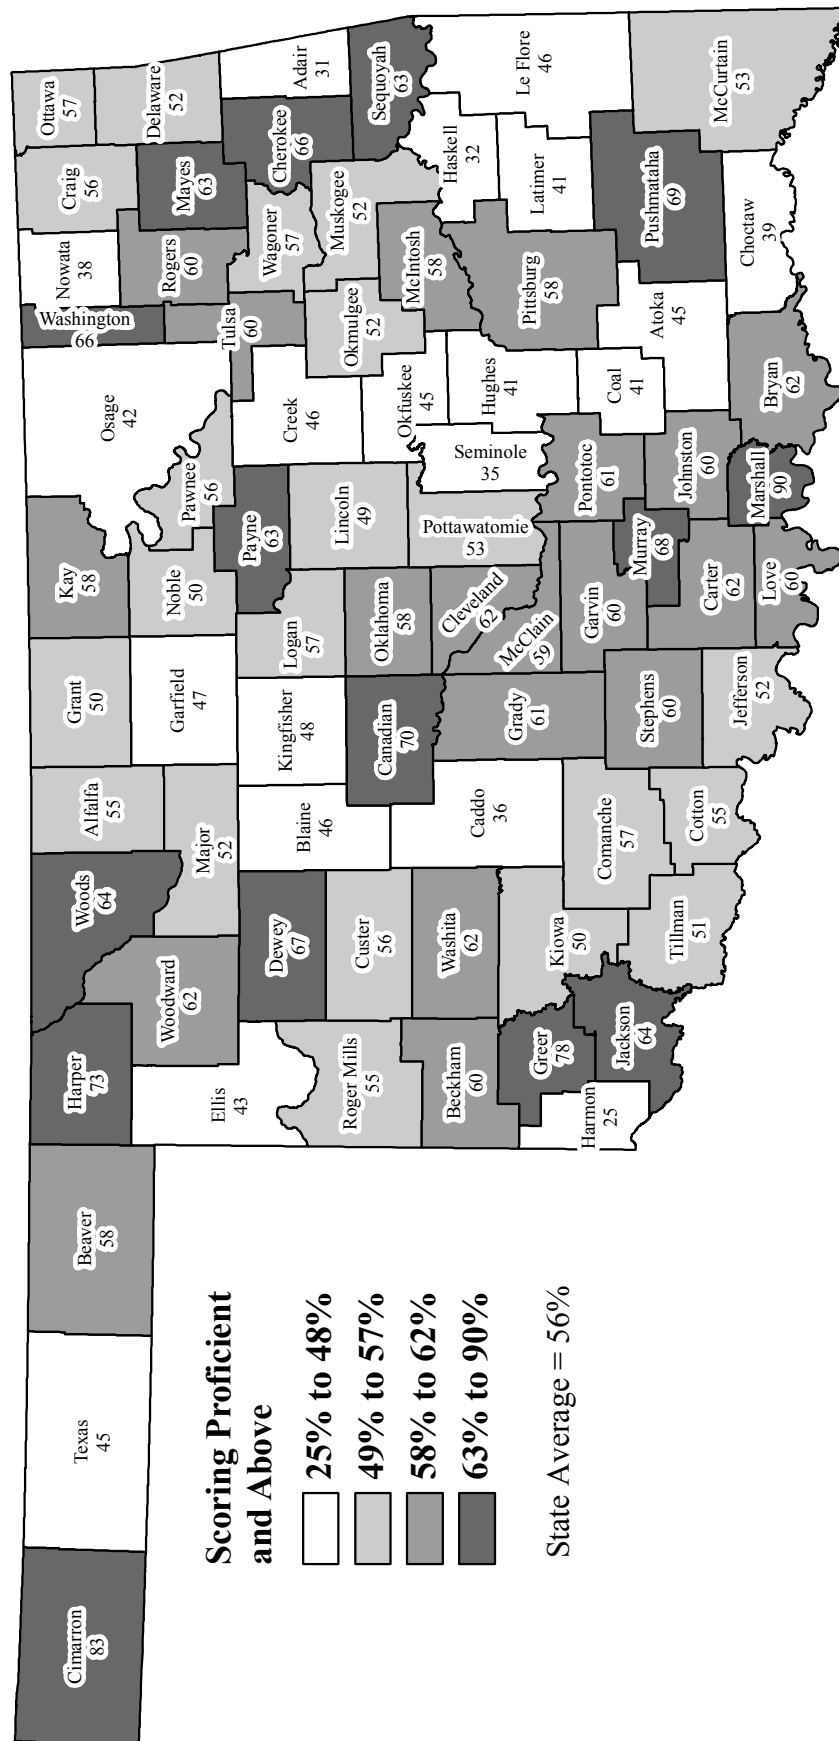 Cimarron
83
Texas
45
Beaver
58
Harper
73
Woods
64
Alfalfa
55
Grant
50
Kay
58
Osage
42
Washington
66
Nowata
38
Craig
56
Ottawa
57
Delaware
52
Mayes
63
Rogers
60
Tulsa
60
Pawnee
56
Noble
50
Garfield
47
Major
52
Woodward
62
Ellis
43
Dewey
67
Blaine
46
Kingfisher
48
Logan
57
Payne
63
Creek
46
Wagoner
57
Cherokee
66
Adair
31
Sequoyah
63
Muskogee
52
Okmulgee
52
Okfuskee
45
Lincoln
49
Oklahoma
58
Canadian
70
Custer
56
Roger Mills
55
Beckham
60
Washita
62
Caddo
36
Grady
61
McClain
59
Cleveland
62
Pottawatomie
53
Seminole
35
Hughes
41
McIntosh
58
Haskell
32
Le Flore
46
Latimer
41
Pittsburg
58
Coal
41
Pontotoc
61
Garvin
60
Murray
68
Stephens
60
Comanche
57
Kiowa
50
Greer
78
Harmon
25
Jackson
64
Tillman
51
Cotton
55
Jefferson
52
Carter
62
Love
60
Johnston
60
Marshall
90
Bryan
62
Atoka
45
Pushmataha
69
Choctaw
39
McCurtain
53
Scoring Proficient
and Above
25% to 48%
49% to 57%
58% to 62%
63% to 90%
State Average = 56%